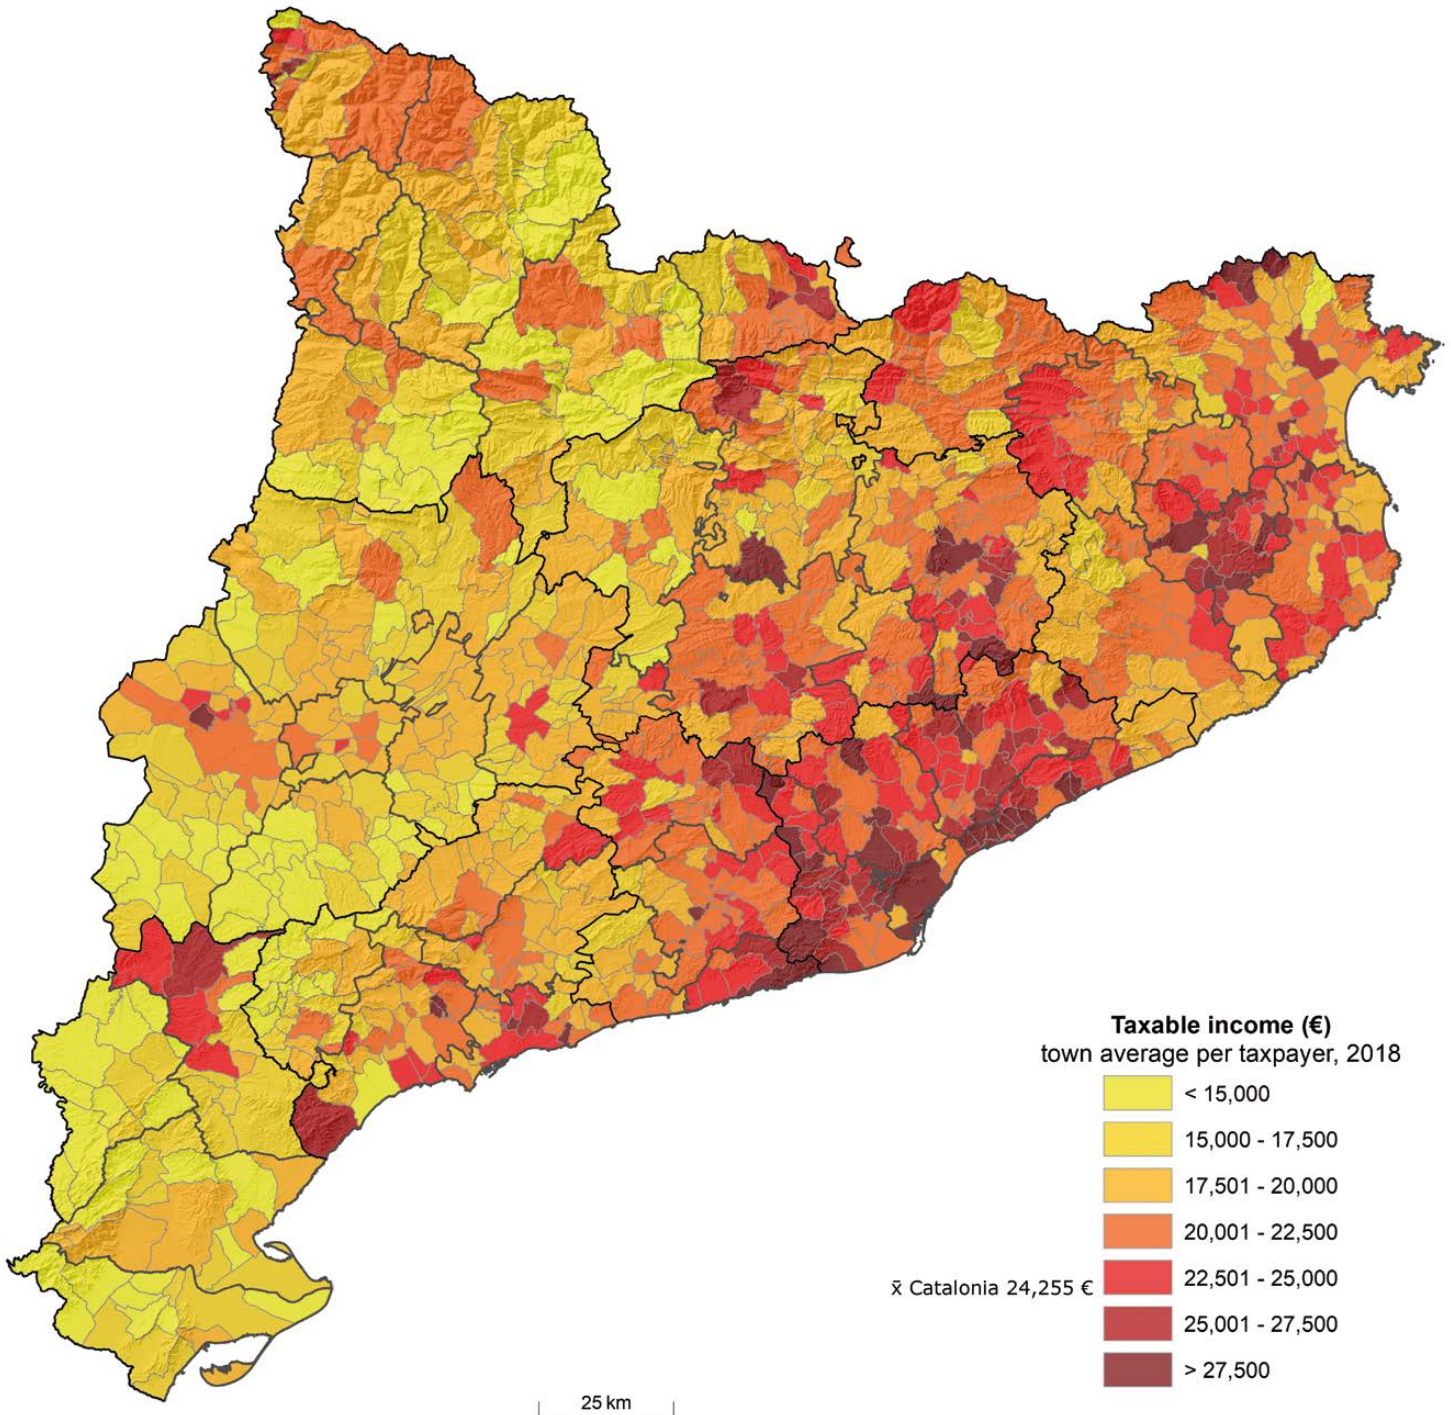 Taxable income (€)
town average per taxpayer, 2018
< 15,000
15,000 - 17,500
17,501 - 20,000
20,001 - 22,500
x̄ Catalonia 24,255 €
22,501 - 25,000
25,001 - 27,500
> 27,500
25 km